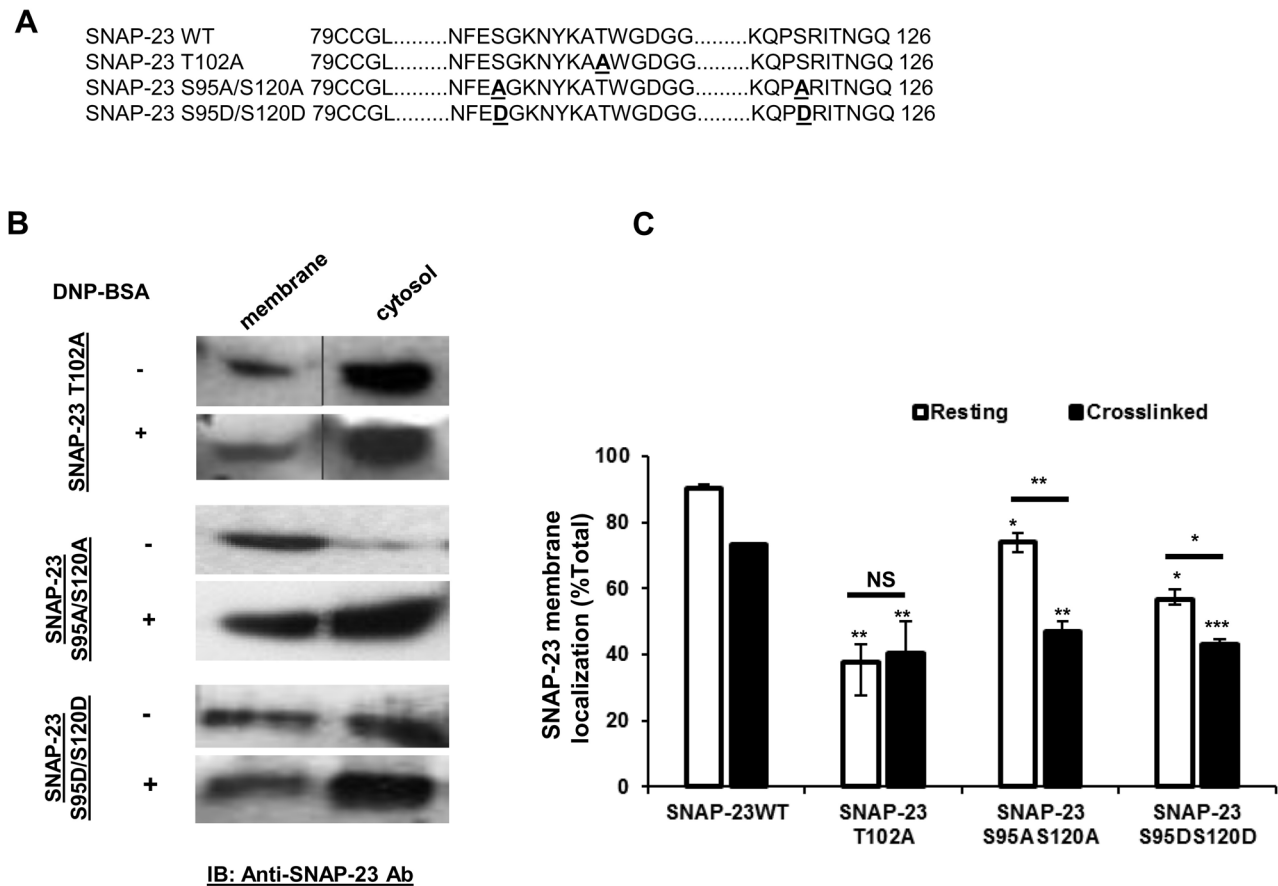 A
SNAP-23 WT 79CCGL.........NFESGKNYKATWGDGG.........KQPSRITNGQ 126
SNAP-23 T102A 79CCGL.........NFESGKNYKAAWGDGG.........KQPSRITNGQ 126
SNAP-23 S95A/S120A 79CCGL.........NFEAGKNYKATWGDGG.........KQPARITNGQ 126
SNAP-23 S95D/S120D 79CCGL.........NFEDGKNYKATWGDGG.........KQPDRITNGQ 126
B
DNP-BSA
membrane
cytosol
SNAP-23 T102A
-
+
SNAP-23
S95A/S120A
-
+
SNAP-23
S95D/S120D
-
+
IB: Anti-SNAP-23 Ab
C
Resting
Crosslinked
SNAP-23 membrane
localization (%Total)
100
80
60
40
20
0
NS
**
**
**
*
**
*
*
***
SNAP-23WT
SNAP-23
T102A
SNAP-23
S95AS120A
SNAP-23
S95DS120D